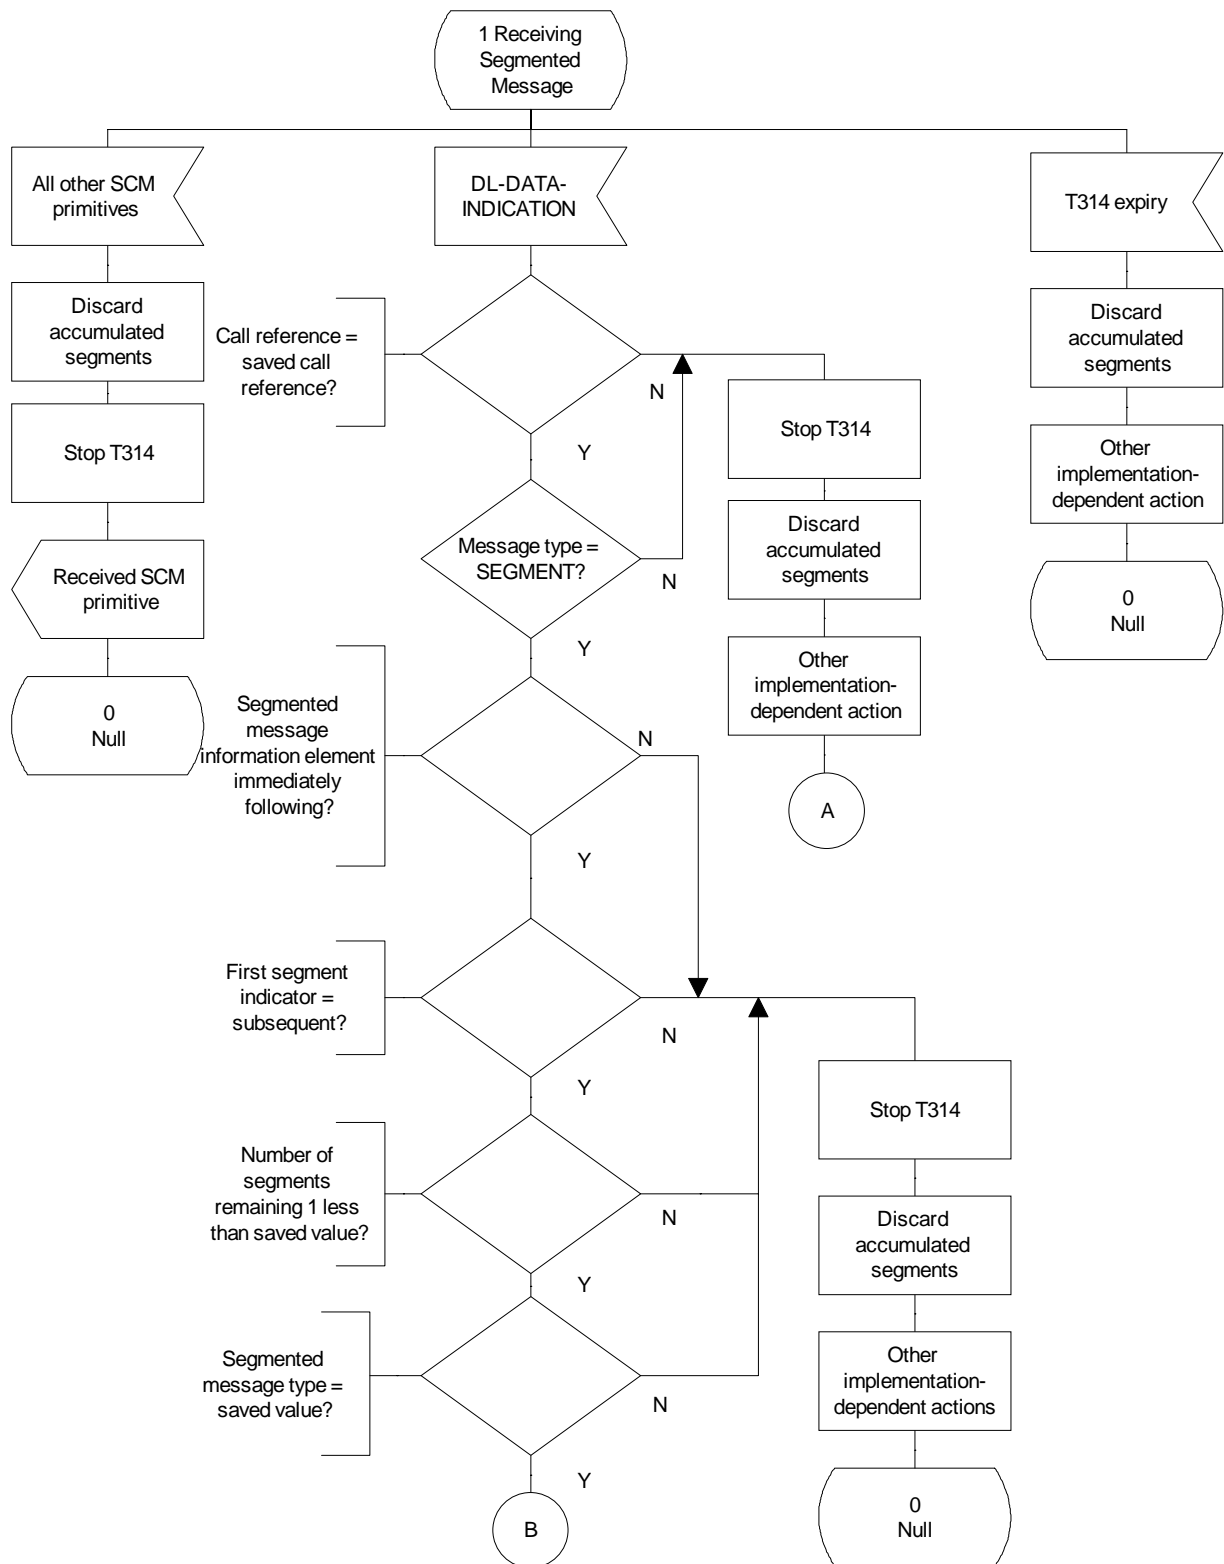 1 Receiving
Segmented
Message
All other SCM
primitives
DL-DATA-
INDICATION
T314 expiry
Discard
accumulated
segments
Discard
accumulated
segments
Call reference =
saved call
reference?
N
Stop T314
Stop T314
Y
Other
implementation-
dependent action
Message type =
SEGMENT?
N
Discard
accumulated
segments
Received SCM
primitive
0
Null
Y
Other
implementation-
dependent action
0
Null
Segmented
message
information element
immediately
following?
N
A
Y
First segment
indicator =
subsequent?
N
Y
Stop T314
Number of
segments
remaining 1 less
than saved value?
N
Discard
accumulated
segments
Y
Segmented
message type =
saved value?
N
Other
implementation-
dependent actions
Y
B
0
Null